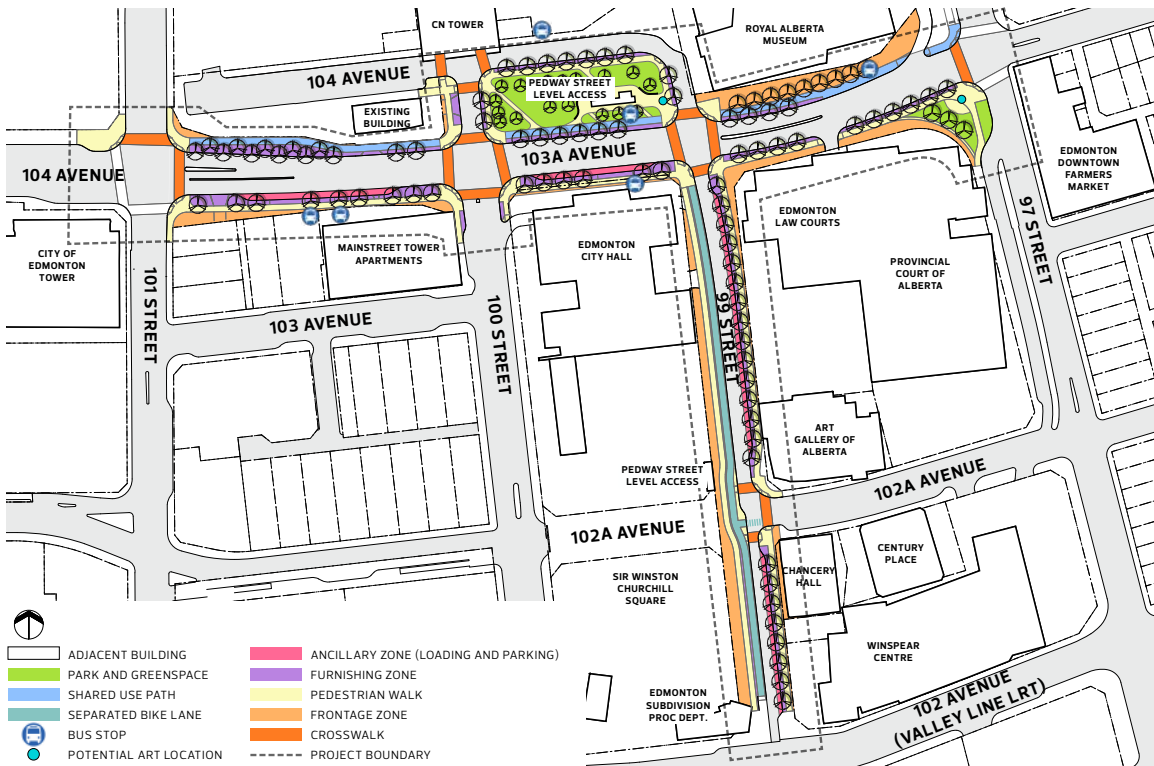 CN TOWER
ROYAL ALBERTA
MUSEUM
104 AVENUE
PEDWAY STREET
LEVEL ACCESS
EXISTING
BUILDING
103A AVENUE
104 AVENUE
EDMONTON
DOWNTOWN
FARMERS
MARKET
CITY OF
EDMONTON
TOWER
MAINSTREET TOWER
APARTMENTS
EDMONTON
CITY HALL
EDMONTON
LAW COURTS
PROVINCIAL
COURT OF
ALBERTA
97 STREET
101 STREET
103 AVENUE
100 STREET
99 STREET
ART
GALLERY OF
ALBERTA
PEDWAY STREET
LEVEL ACCESS
102A AVENUE
102A AVENUE
SIR WINSTON
CHURCHILL
SQUARE
CHANCERY
HALL
CENTURY
PLACE
WINSPEAR
CENTRE
EDMONTON
SUBDIVISION
PROC DEPT.
102 AVENUE
(VALLEY LINE LRT)
ADJACENT BUILDING
PARK AND GREENSPACE
SHARED USE PATH
SEPARATED BIKE LANE
BUS STOP
POTENTIAL ART LOCATION
ANCILLARY ZONE (LOADING AND PARKING)
FURNISHING ZONE
PEDESTRIAN WALK
FRONTAGE ZONE
CROSSWALK
PROJECT BOUNDARY